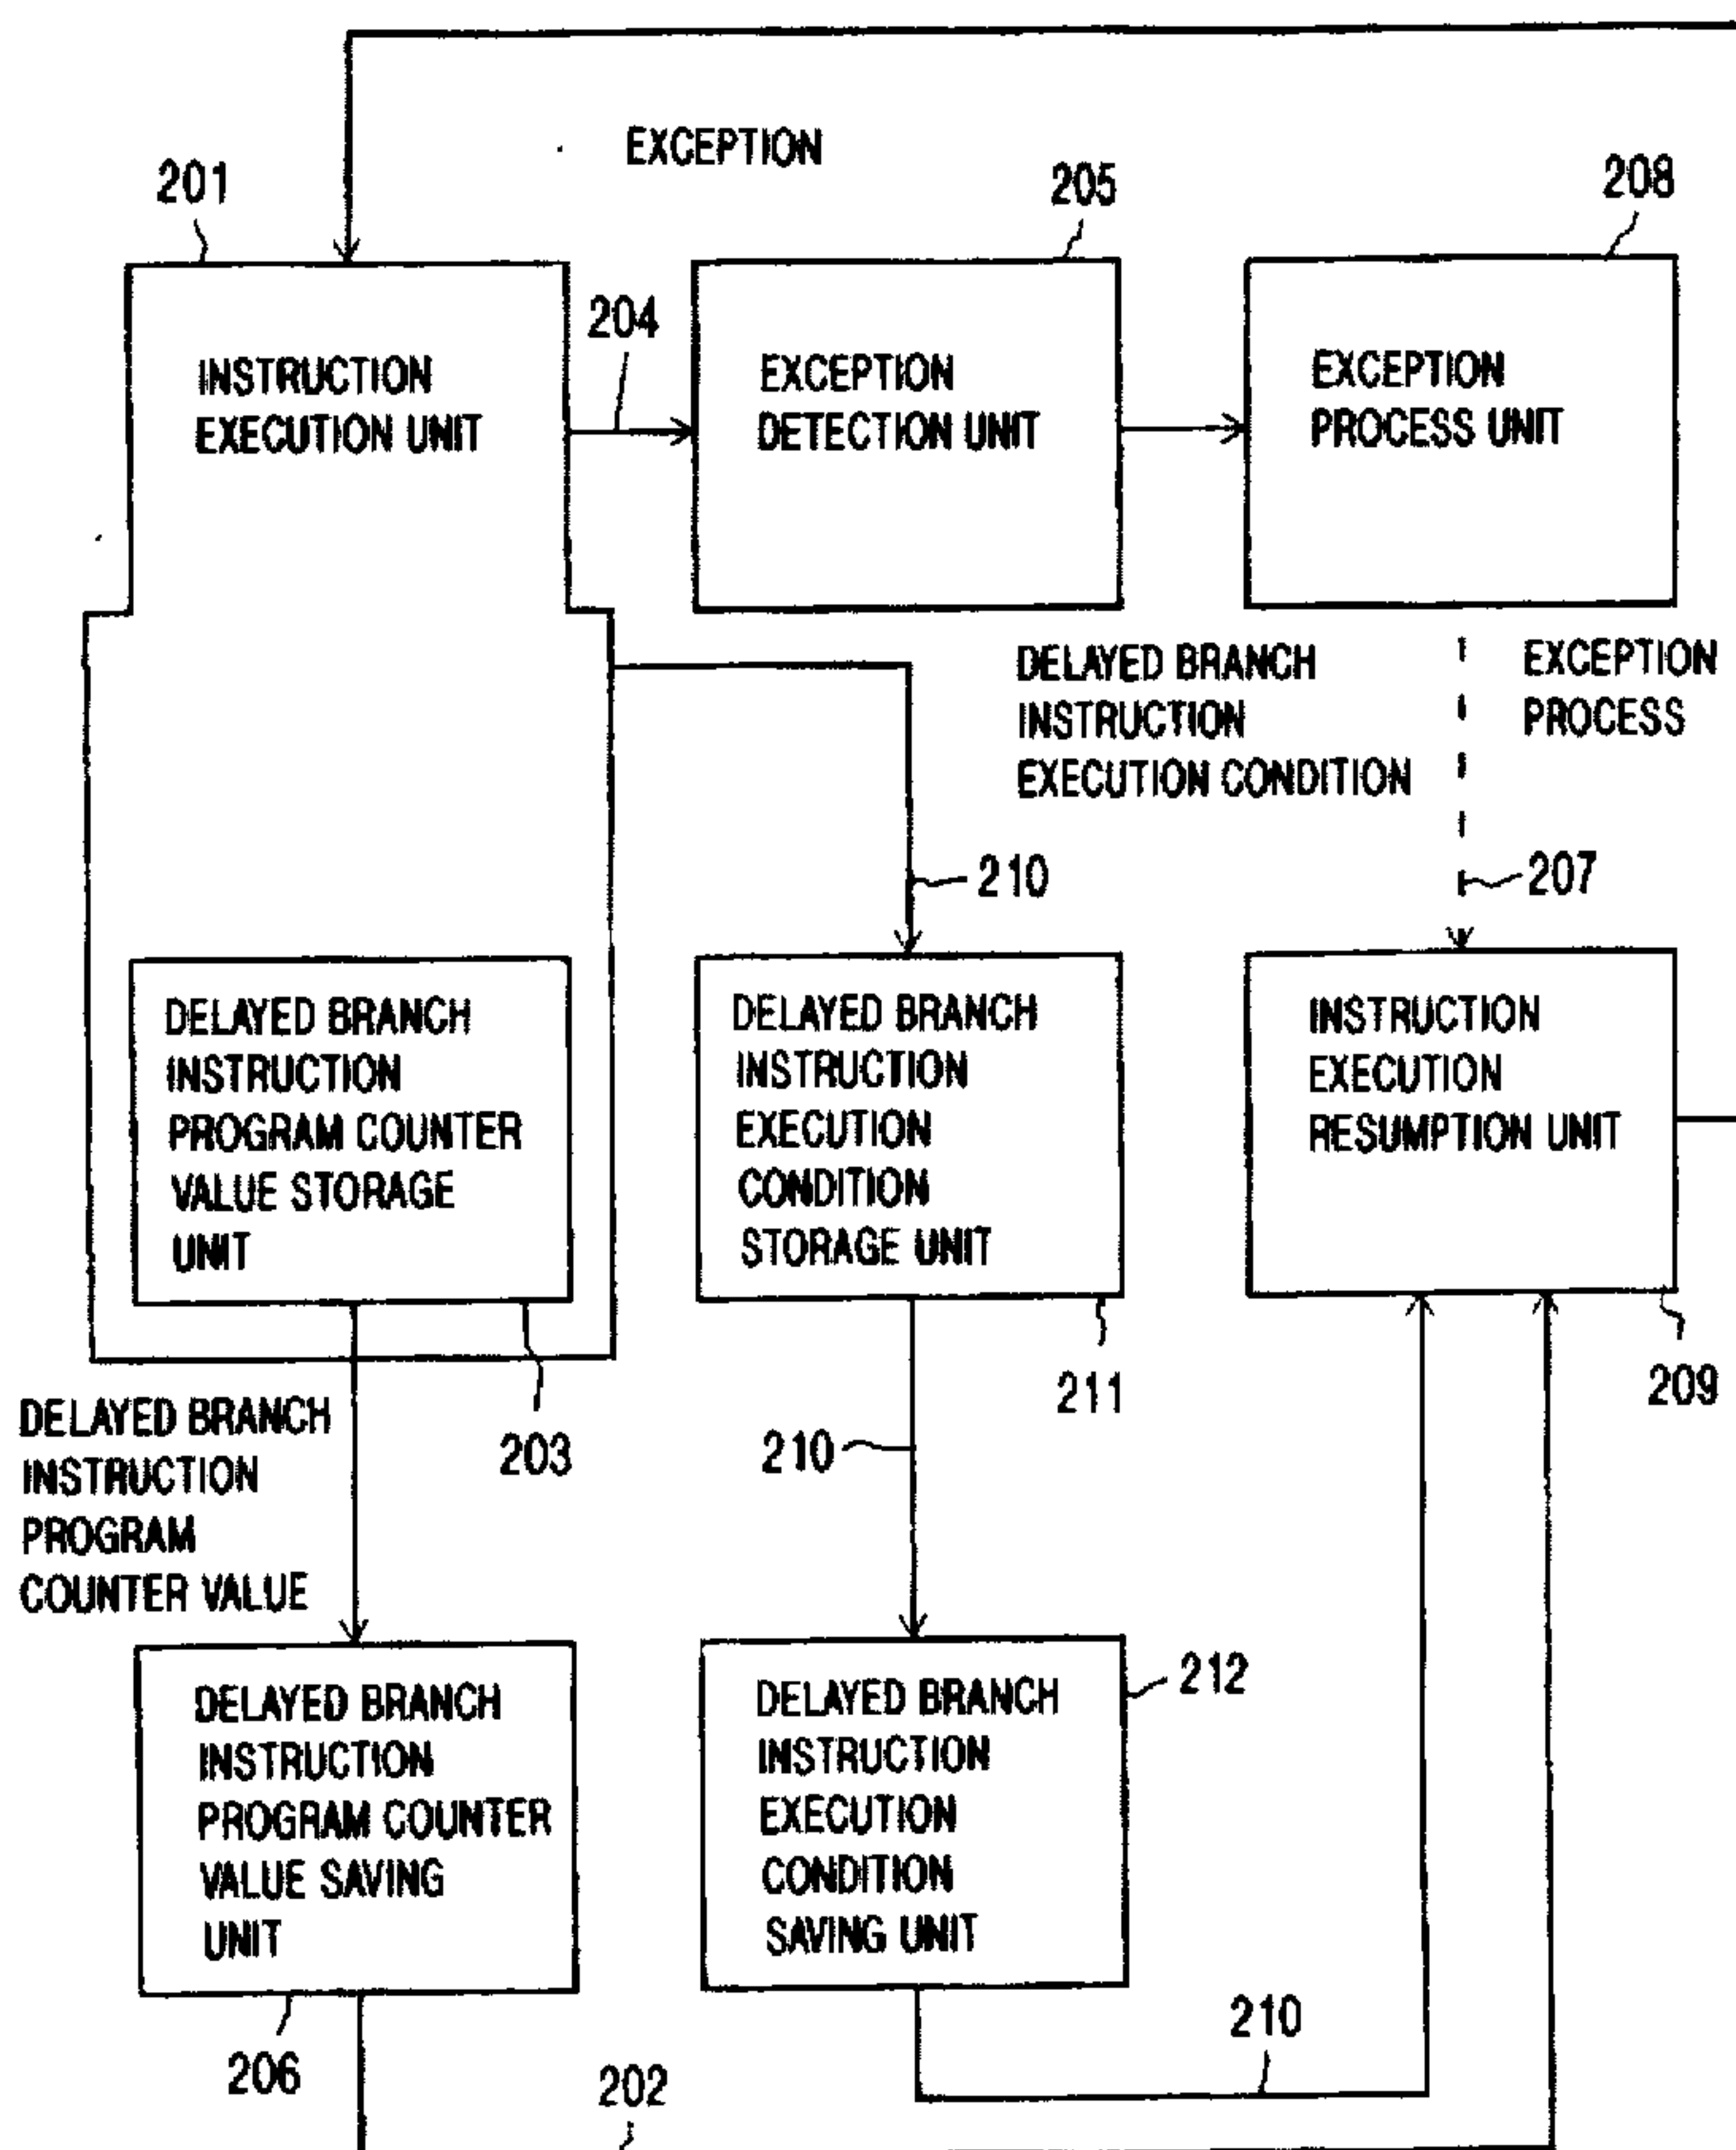 EXCEPTION
201
205
208
204
INSTRUCTION
EXECUTION UNIT
EXCEPTION
DETECTION UNIT
EXCEPTION
PROCESS UNIT
DELAYED BRANCH
INSTRUCTION
EXECUTION CONDITION
EXCEPTION
PROCESS
210
207
DELAYED BRANCH
INSTRUCTION
PROGRAM COUNTER
VALUE STORAGE
UNIT
DELAYED BRANCH
INSTRUCTION
EXECUTION
CONDITION
STORAGE UNIT
INSTRUCTION
EXECUTION
RESUMPTION UNIT
211
209
DELAYED BRANCH
INSTRUCTION
PROGRAM
COUNTER VALUE
203
210
DELAYED BRANCH
INSTRUCTION
PROGRAM COUNTER
VALUE SAVING
UNIT
DELAYED BRANCH
INSTRUCTION
EXECUTION
CONDITION
SAVING UNIT
212
206
202
210